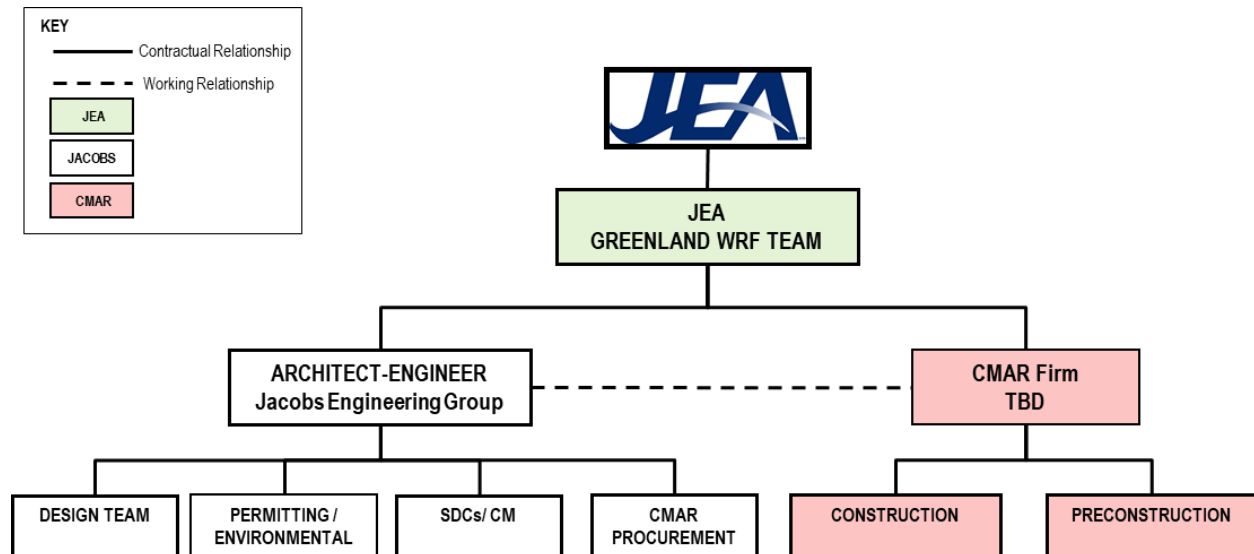 KEY
Contractual Relationship
Working Relationship
JEA
JACOBS
CMAR
JEA
JEA
GREENLAND WRF TEAM
ARCHITECT-ENGINEER
Jacobs Engineering Group
CMAR Firm
TBD
DESIGN TEAM
PERMITTING /
ENVIRONMENTAL
SDCs/ CM
CMAR
PROCUREMENT
CONSTRUCTION
PRECONSTRUCTION